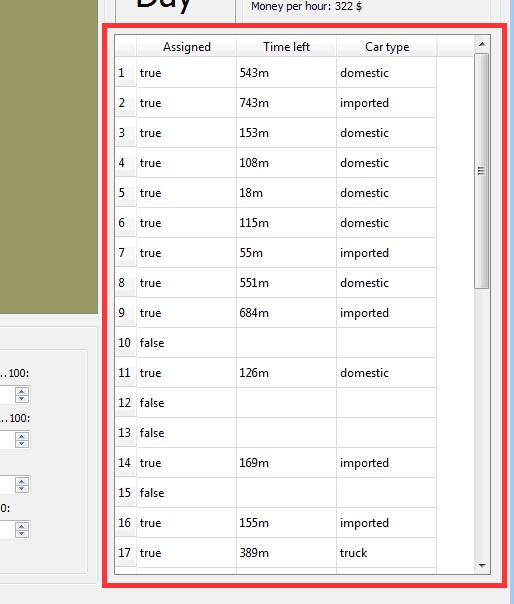 Day
Money per hour: 322 $
Assigned Time left Car type
1 true 543m domestic
2 true 743m imported
3 true 153m domestic
4 true 108m domestic
5 true 18m domestic
6 true 115m domestic
7 true 55m imported
8 true 551m domestic
9 true 684m imported
10 false
..100:
11 true 126m domestic
12 false
..100:
13 false
14 true 169m imported
15 false
0:
16 true 155m imported
17 true 389m truck